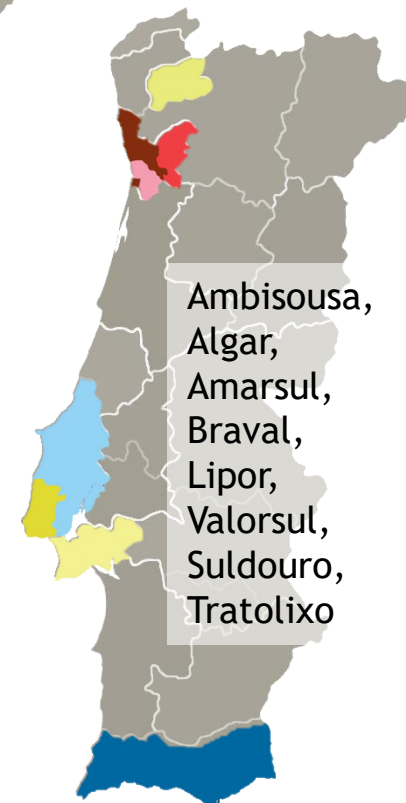 Ambisousa,
Algar,
Amarsul,
Braval,
Lipor,
Valorsul,
Suldouro,
Tratolixo